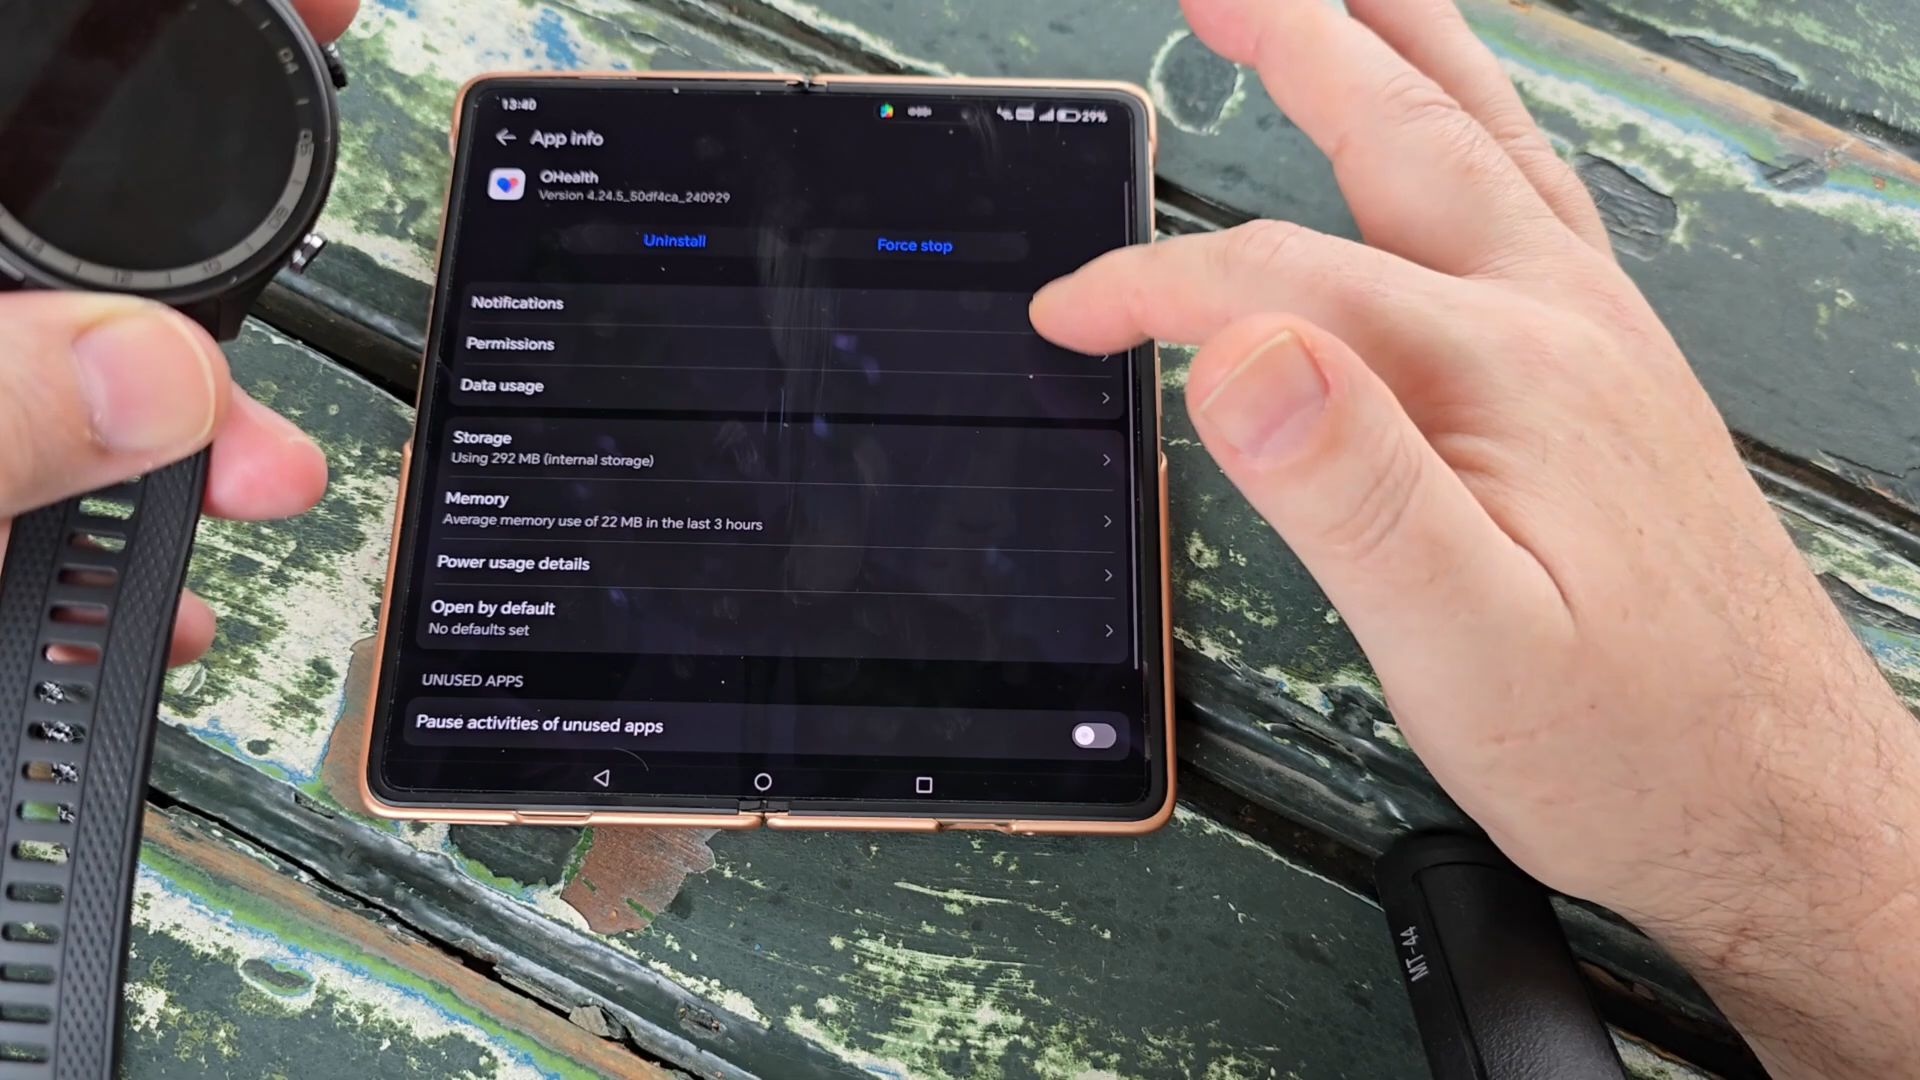 13:40
29%
App info
OHealth
Version 4.24.5_50df4ca_240929
Uninstall
Force stop
Notifications
Permissions
Data usage
Storage
Using 292 MB (internal storage)
Memory
Average memory use of 22 MB in the last 3 hours
Power usage details
Open by default
No defaults set
UNUSED APPS
Pause activities of unused apps
MT-44